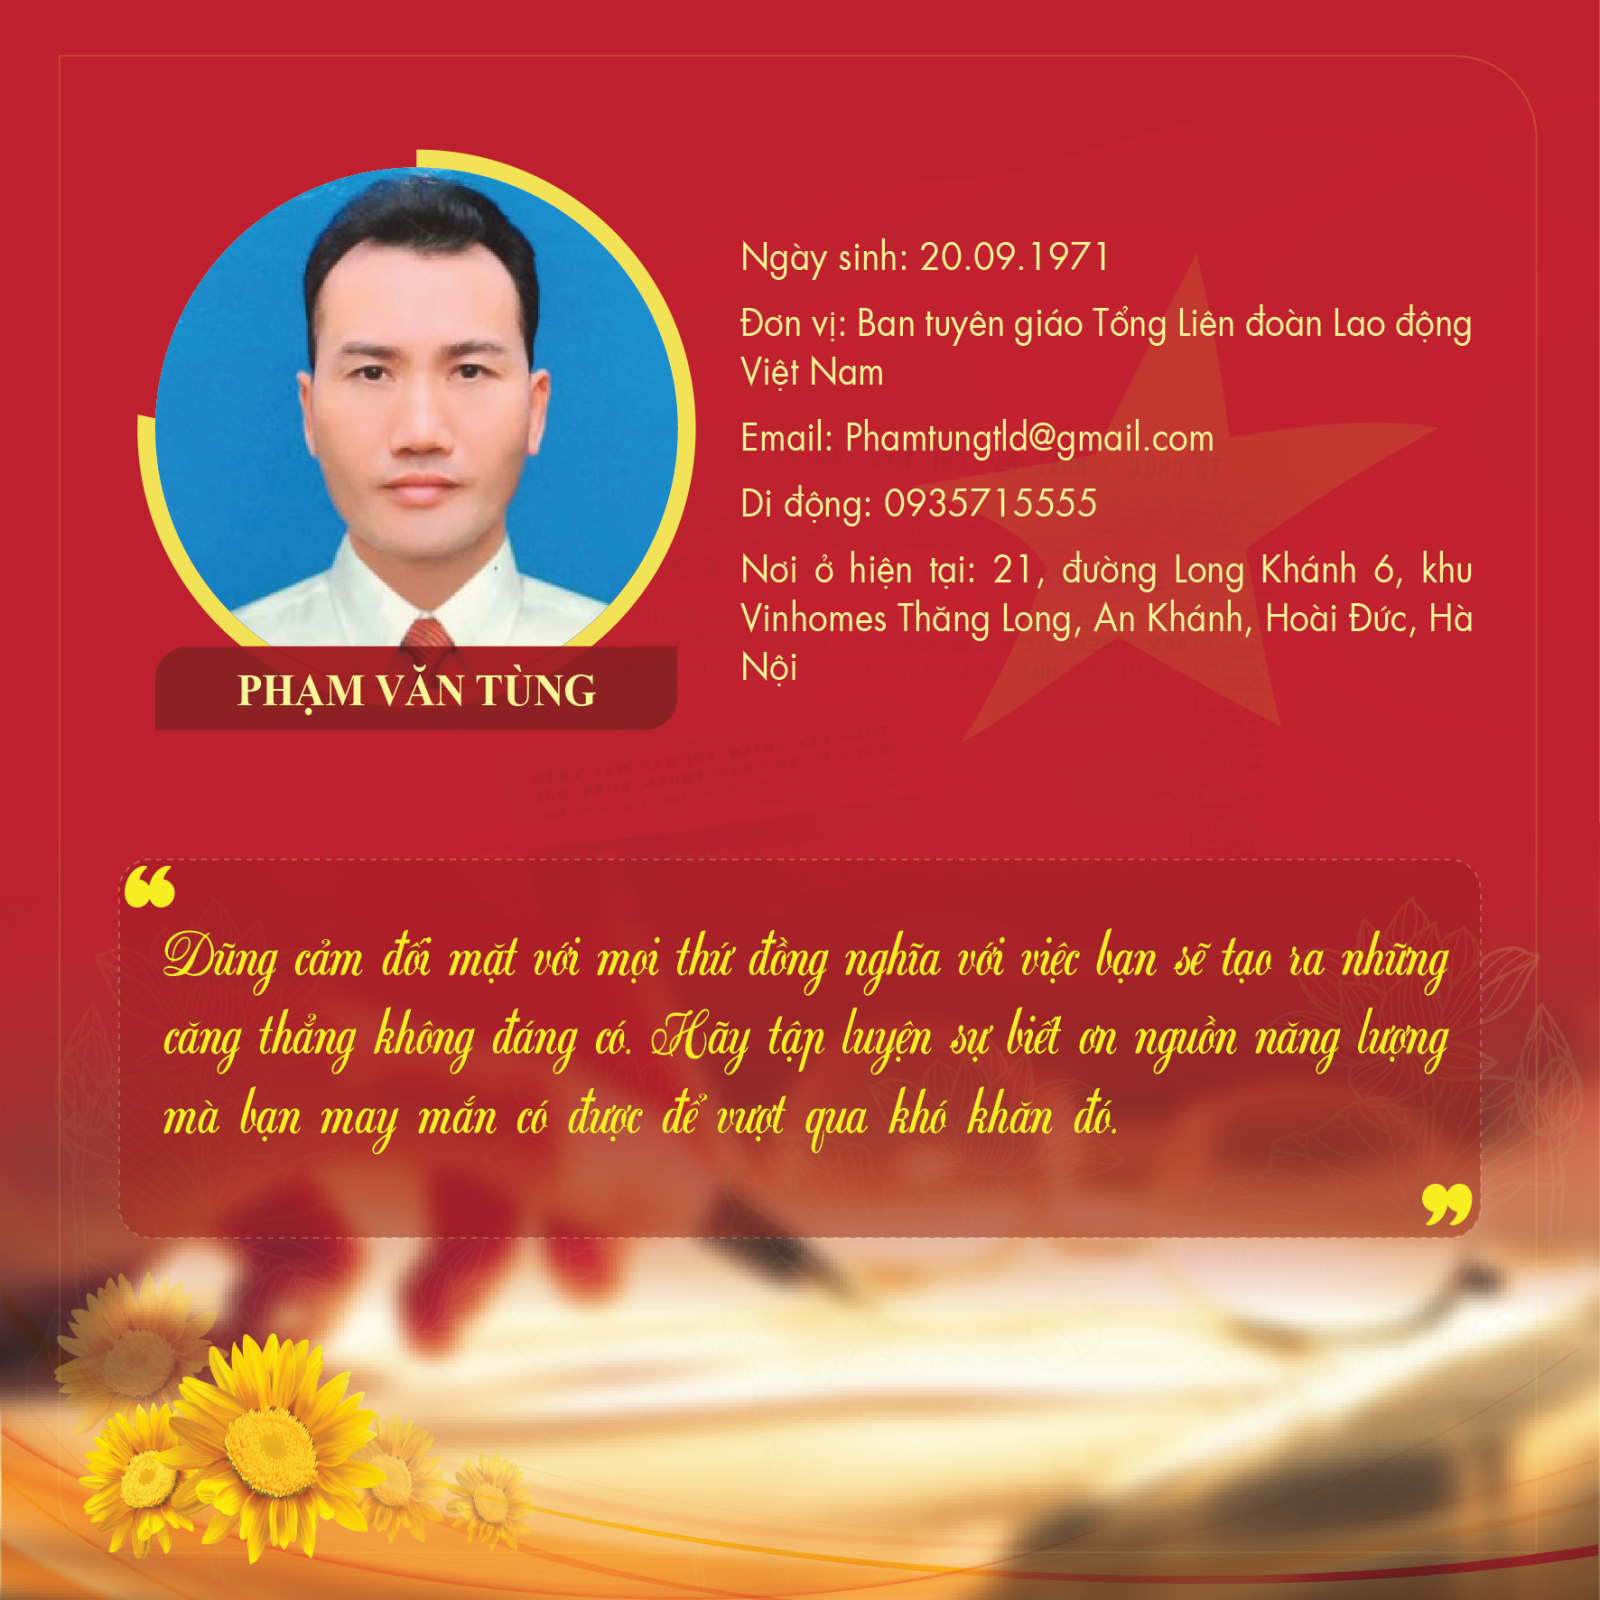 Ngày sinh: 20.09.1971
Đơn vị: Ban tuyên giáo Tổng Liên đoàn Lao động
Việt Nam
Email: Phamtungtld@gmail.com
Di động: 0935715555
Nơi ở hiện tại: 21, đường Long Khánh 6, khu
Vinhomes Thăng Long, An Khánh, Hoài Đức, Hà
Nội
PHẠM VĂN TÙNG
“
Dũng cảm đối mặt với mọi thứ đồng nghĩa với việc bạn sẽ tạo ra những
căng thẳng không đáng có. Hãy tập luyện sự biết ơn nguồn năng lượng
mà bạn may mắn có được để vượt qua khó khăn đó.
”